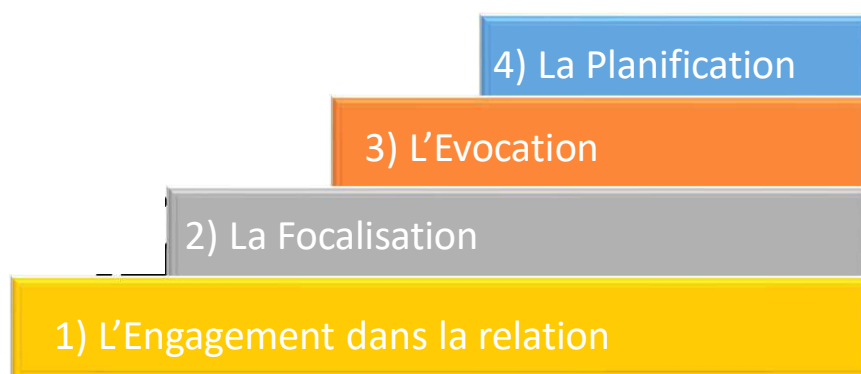 4) La Planification
3) L’Evocation
2) La Focalisation
1) L’Engagement dans la relation